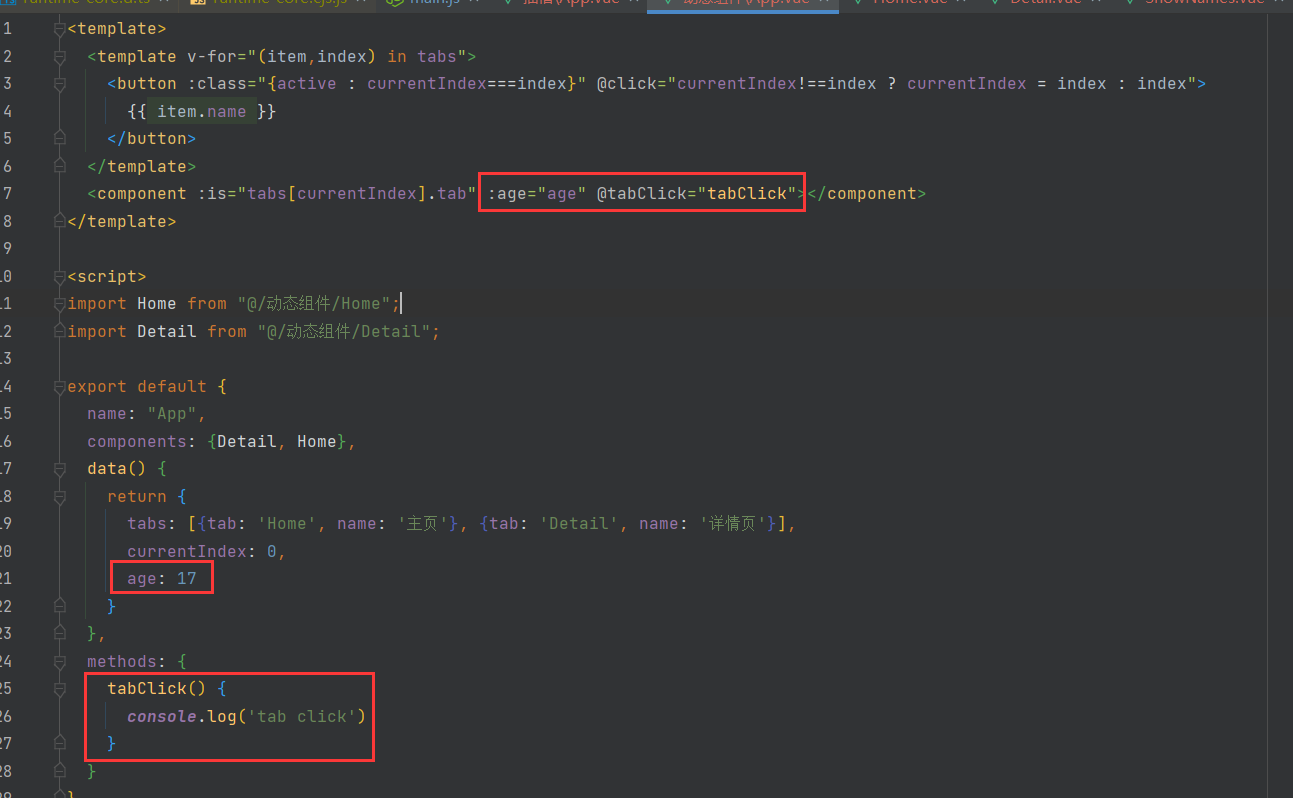 runtime-core.d.ts runtime-core.cjs.js main.js 插槽\App.vue 动态组件\App.vue Home.vue Detail.vue ShowNames.vue
1 <template>
2 <template v-for="(item,index) in tabs">
3 <button :class="{active : currentIndex===index}" @click="currentIndex!==index ? currentIndex = index : index">
4 {{ item.name }}
5 </button>
6 </template>
7 <component :is="tabs[currentIndex].tab" :age="age" @tabClick="tabClick"></component>
8 </template>
9
10 <script>
11 import Home from "@/动态组件/Home";
12 import Detail from "@/动态组件/Detail";
13
14 export default {
15 name: "App",
16 components: {Detail, Home},
17 data() {
18 return {
19 tabs: [{tab: 'Home', name: '主页'}, {tab: 'Detail', name: '详情页'}],
20 currentIndex: 0,
21 age: 17
22 }
23 },
24 methods: {
25 tabClick() {
26 console.log('tab click')
27 }
28 }
29 }